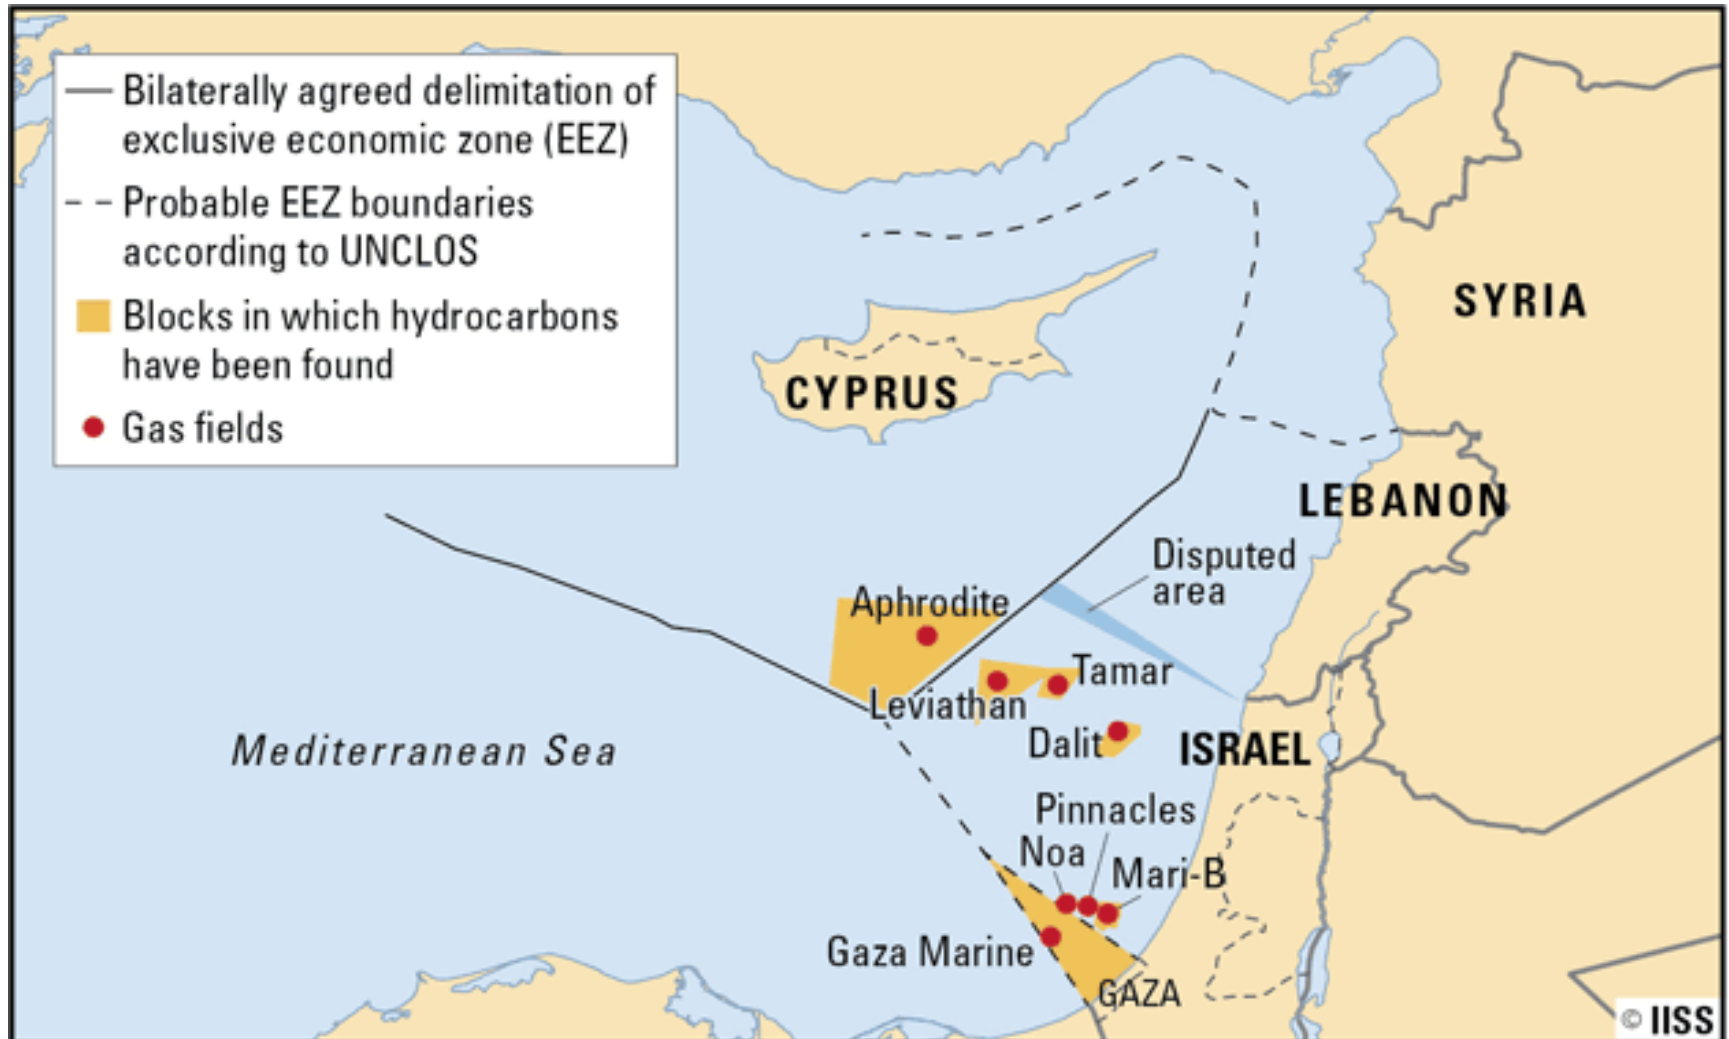 Bilaterally agreed delimitation of
exclusive economic zone (EEZ)
Probable EEZ boundaries
according to UNCLOS
Blocks in which hydrocarbons
have been found
Gas fields
SYRIA
CYPRUS
LEBANON
Disputed
area
Aphrodite
Tamar
Leviathan
Dalit
ISRAEL
Mediterranean Sea
Pinnacles
Noa
Mari-B
Gaza Marine
GAZA
© IISS